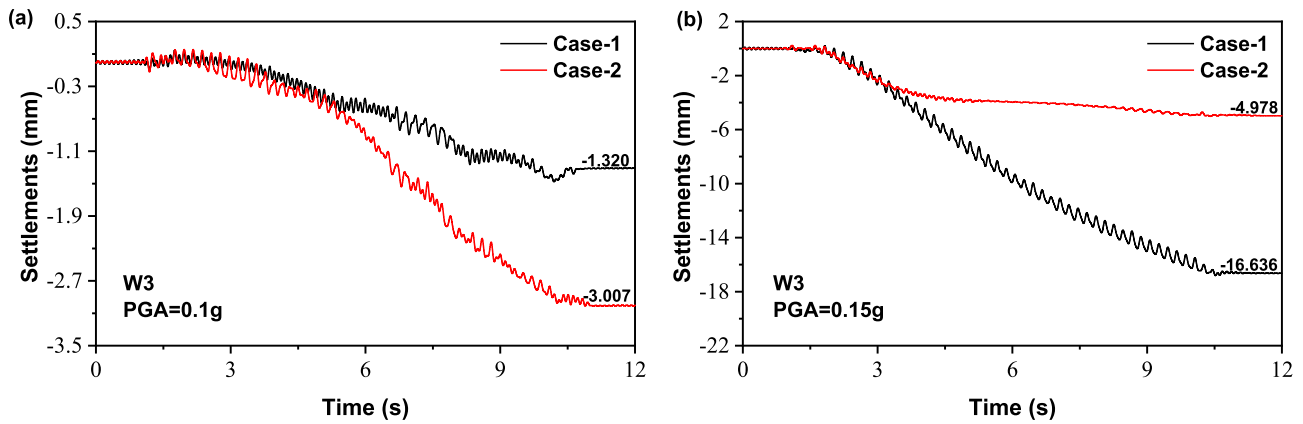 (a)
0.5
-0.3
-1.1
-1.9
-2.7
-3.5
Settlements (mm)
Case-1
Case-2
-1.320
-3.007
W3
PGA=0.1g
0 3 6 9 12
Time (s)
(b)
2
-2
-6
-10
-14
-18
-22
Settlements (mm)
Case-1
Case-2
-4.978
-16.636
W3
PGA=0.15g
0 3 6 9 12
Time (s)